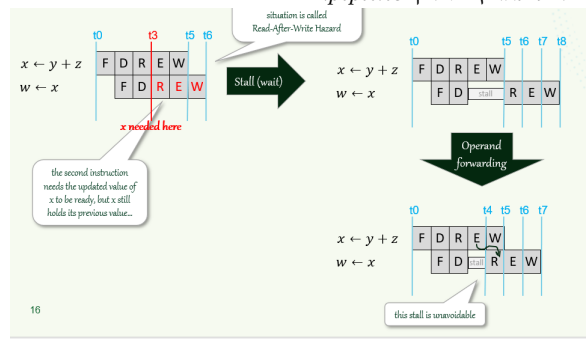 situation is called
Read-After-Write Hazard
t0 t3 t5 t6
x ← y + z F D R E W
w ← x F D R E W
x needed here
the second instruction
needs the updated value of
x to be ready, but x still
holds its previous value...
Stall (wait)
t0 t5 t6 t7 t8
x ← y + z F D R E W
w ← x F D stall R E W
Operand
forwarding
t0 t4 t5 t6 t7
x ← y + z F D R E W
w ← x F D stall R E W
this stall is unavoidable
16